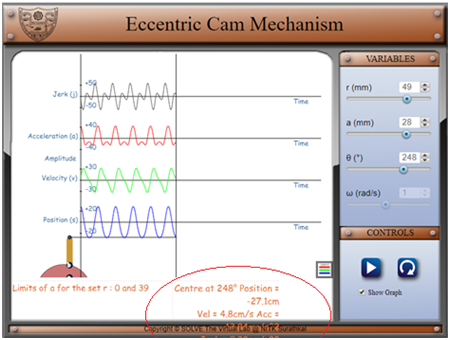 Eccentric Cam Mechanism
VARIABLES
r (mm) 49
a (mm) 28
θ (°) 248
ω (rad/s) 1
CONTROLS
Show Graph
+50
Jerk (j)
-50
Time
+40
Acceleration (a)
-40
Time
Amplitude
+30
Velocity (v)
-30
Time
+20
Position (s)
-20
Time
Limits of a for the set r : 0 and 39
Centre at 248° Position =
-27.1cm
Vel = 4.8cm/s Acc =
Copyright © SOLVE The Virtual Lab @ NITK Surathkal